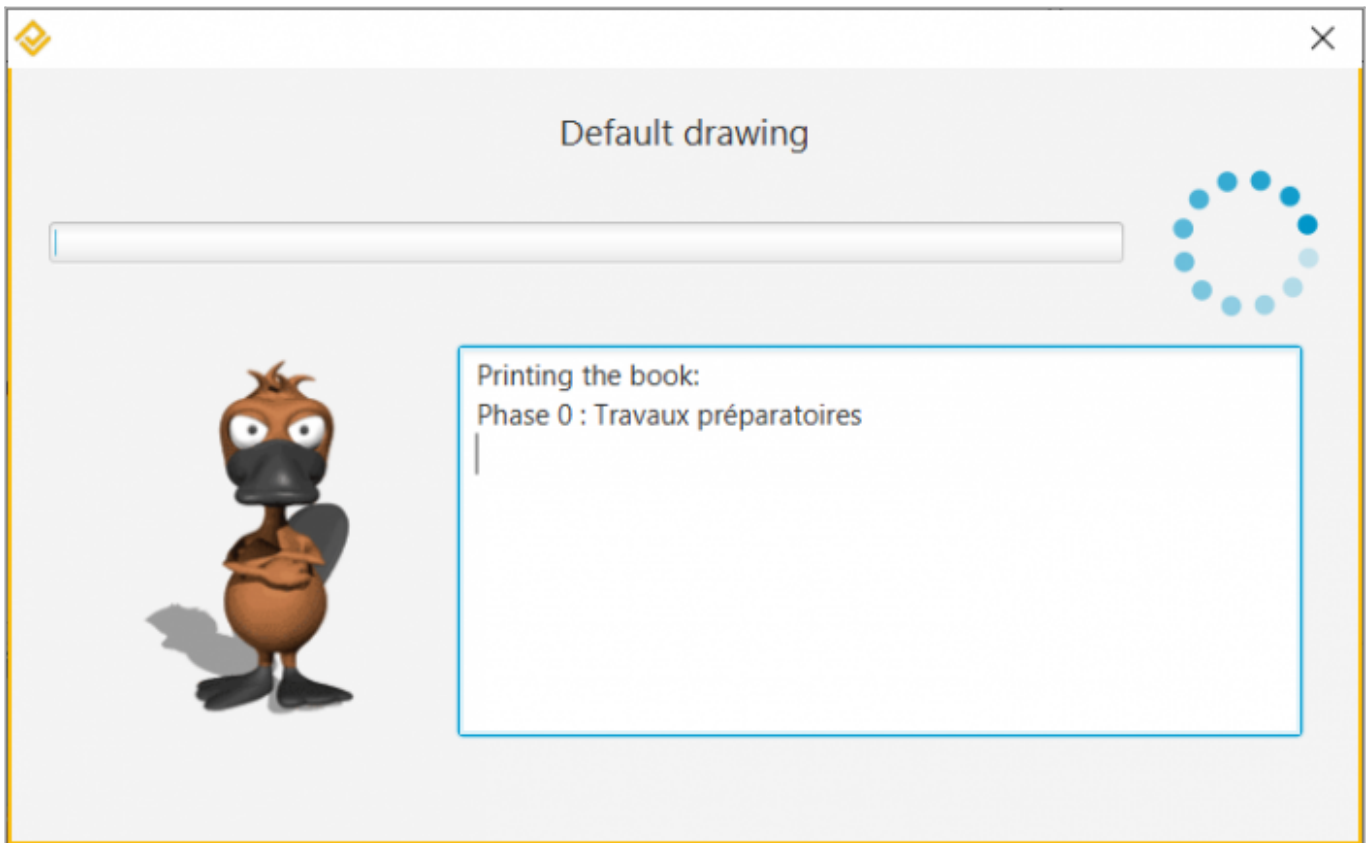 Default drawing
Printing the book:
Phase 0 : Travaux préparatoires